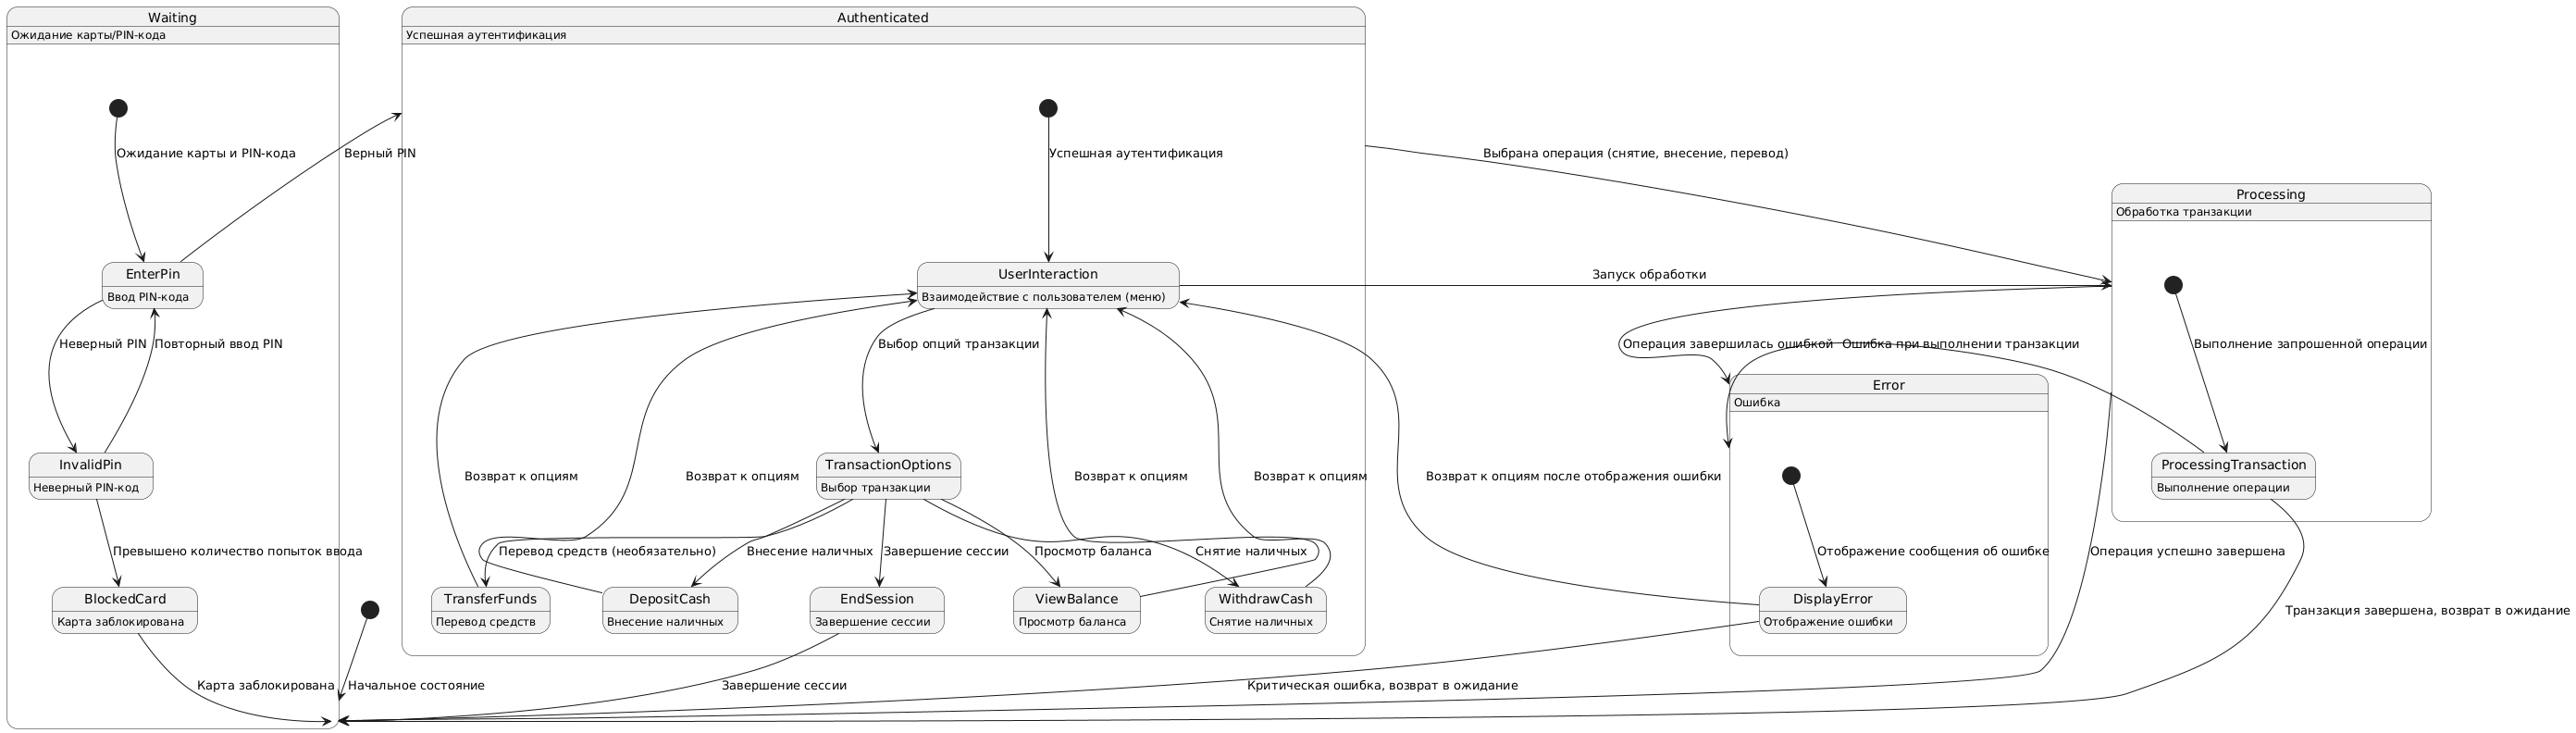 Waiting
Ожидание карты/PIN-кода
Ожидание карты и PIN-кода
Верный PIN
EnterPin
Ввод PIN-кода
Неверный PIN
Повторный ввод PIN
InvalidPin
Неверный PIN-код
Превышено количество попыток ввода
BlockedCard
Карта заблокирована
Карта заблокирована
Начальное состояние
Authenticated
Успешная аутентификация
Успешная аутентификация
UserInteraction
Взаимодействие с пользователем (меню)
Выбор опций транзакции
Возврат к опциям
Возврат к опциям
TransactionOptions
Выбор транзакции
Возврат к опциям
Возврат к опциям
Перевод средств (необязательно)
Внесение наличных
Завершение сессии
Просмотр баланса
Снятие наличных
TransferFunds
Перевод средств
DepositCash
Внесение наличных
EndSession
Завершение сессии
ViewBalance
Просмотр баланса
WithdrawCash
Снятие наличных
Завершение сессии
Выбрана операция (снятие, внесение, перевод)
Запуск обработки
Возврат к опциям после отображения ошибки
Критическая ошибка, возврат в ожидание
Операция завершилась ошибкой
Ошибка при выполнении транзакции
Error
Ошибка
Отображение сообщения об ошибке
DisplayError
Отображение ошибки
Processing
Обработка транзакции
Выполнение запрошенной операции
ProcessingTransaction
Выполнение операции
Операция успешно завершена
Транзакция завершена, возврат в ожидание